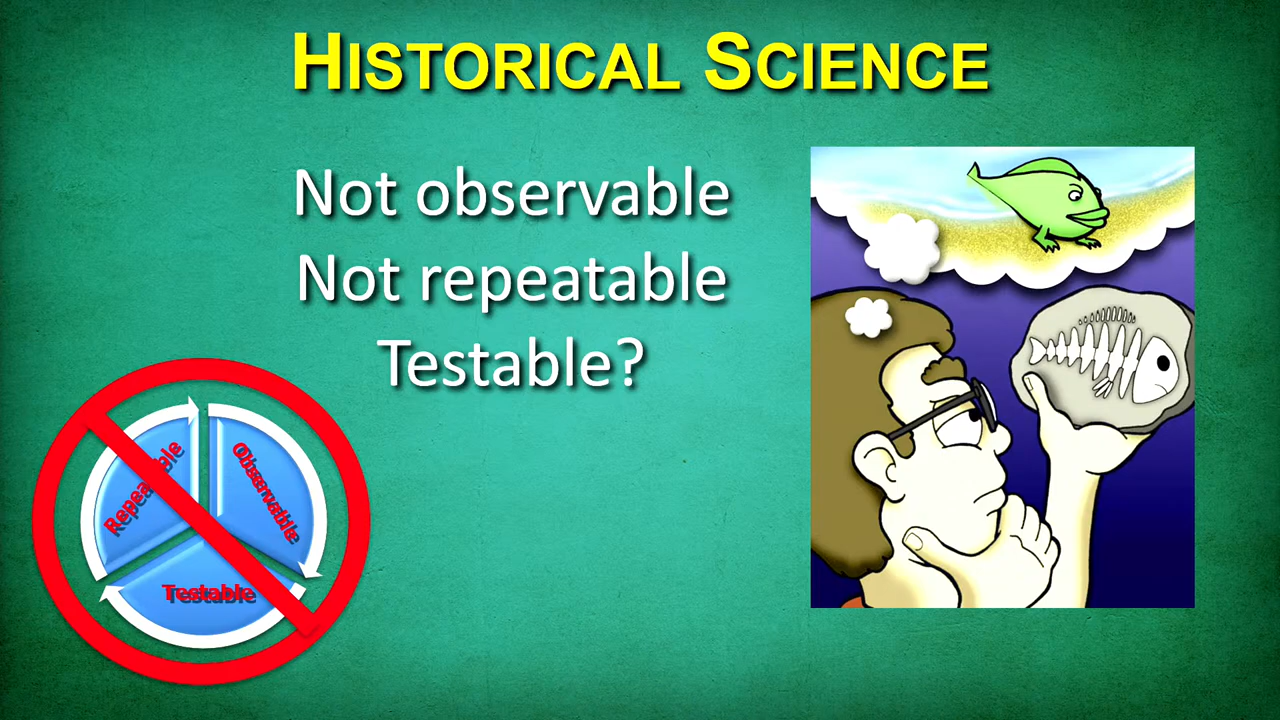 HISTORICAL SCIENCE
Not observable
Not repeatable
Testable?
Repeatable
Observable
Testable